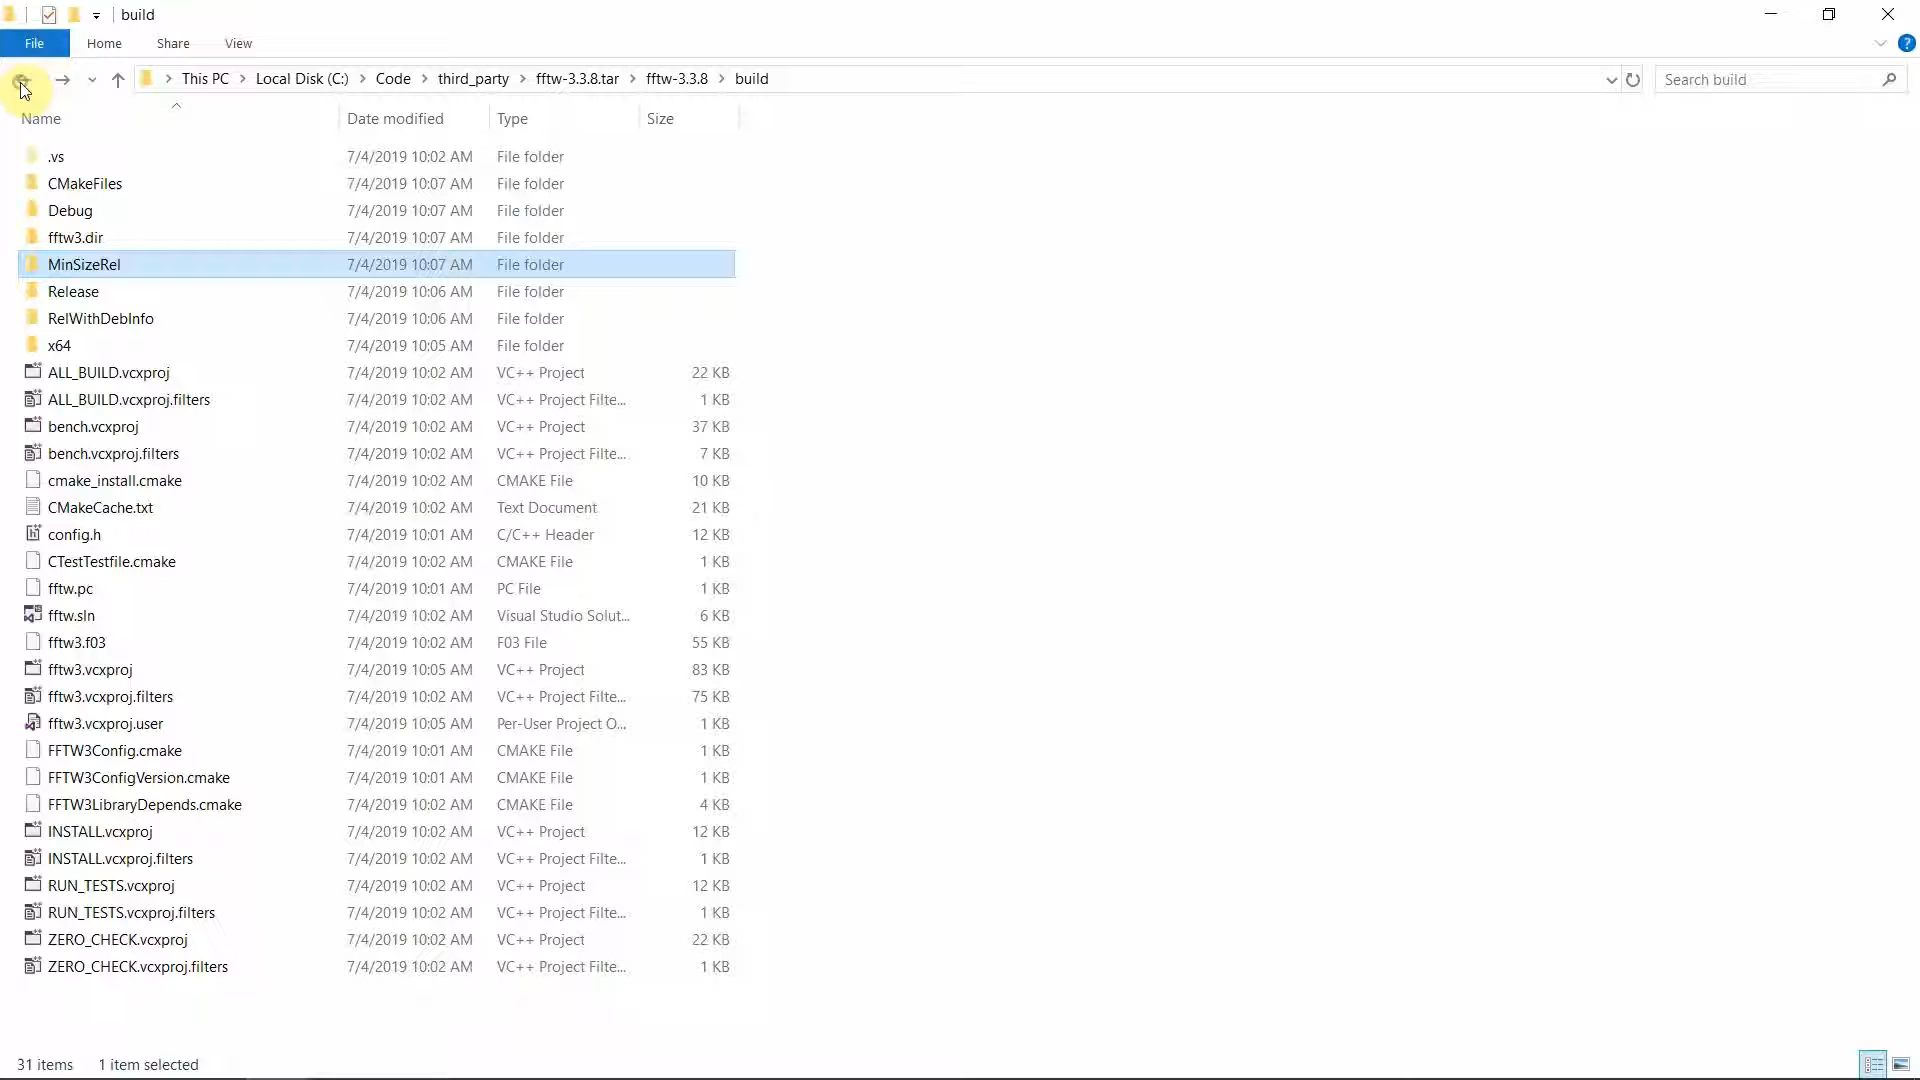 build
File Home Share View
This PC Local Disk (C:) Code third_party fftw-3.3.8.tar fftw-3.3.8 build Search build
Name Date modified Type Size
.vs 7/4/2019 10:02 AM File folder
CMakeFiles 7/4/2019 10:07 AM File folder
Debug 7/4/2019 10:07 AM File folder
fftw3.dir 7/4/2019 10:07 AM File folder
MinSizeRel 7/4/2019 10:07 AM File folder
Release 7/4/2019 10:06 AM File folder
RelWithDebInfo 7/4/2019 10:06 AM File folder
x64 7/4/2019 10:05 AM File folder
ALL_BUILD.vcxproj 7/4/2019 10:02 AM VC++ Project 22 KB
ALL_BUILD.vcxproj.filters 7/4/2019 10:02 AM VC++ Project Filte... 1 KB
bench.vcxproj 7/4/2019 10:02 AM VC++ Project 37 KB
bench.vcxproj.filters 7/4/2019 10:02 AM VC++ Project Filte... 7 KB
cmake_install.cmake 7/4/2019 10:02 AM CMAKE File 10 KB
CMakeCache.txt 7/4/2019 10:02 AM Text Document 21 KB
config.h 7/4/2019 10:01 AM C/C++ Header 12 KB
CTestTestfile.cmake 7/4/2019 10:02 AM CMAKE File 1 KB
fftw.pc 7/4/2019 10:01 AM PC File 1 KB
fftw.sln 7/4/2019 10:02 AM Visual Studio Solut... 6 KB
fftw3.f03 7/4/2019 10:02 AM F03 File 55 KB
fftw3.vcxproj 7/4/2019 10:05 AM VC++ Project 83 KB
fftw3.vcxproj.filters 7/4/2019 10:02 AM VC++ Project Filte... 75 KB
fftw3.vcxproj.user 7/4/2019 10:05 AM Per-User Project O... 1 KB
FFTW3Config.cmake 7/4/2019 10:01 AM CMAKE File 1 KB
FFTW3ConfigVersion.cmake 7/4/2019 10:01 AM CMAKE File 1 KB
FFTW3LibraryDepends.cmake 7/4/2019 10:02 AM CMAKE File 4 KB
INSTALL.vcxproj 7/4/2019 10:02 AM VC++ Project 12 KB
INSTALL.vcxproj.filters 7/4/2019 10:02 AM VC++ Project Filte... 1 KB
RUN_TESTS.vcxproj 7/4/2019 10:02 AM VC++ Project 12 KB
RUN_TESTS.vcxproj.filters 7/4/2019 10:02 AM VC++ Project Filte... 1 KB
ZERO_CHECK.vcxproj 7/4/2019 10:02 AM VC++ Project 22 KB
ZERO_CHECK.vcxproj.filters 7/4/2019 10:02 AM VC++ Project Filte... 1 KB
31 items 1 item selected